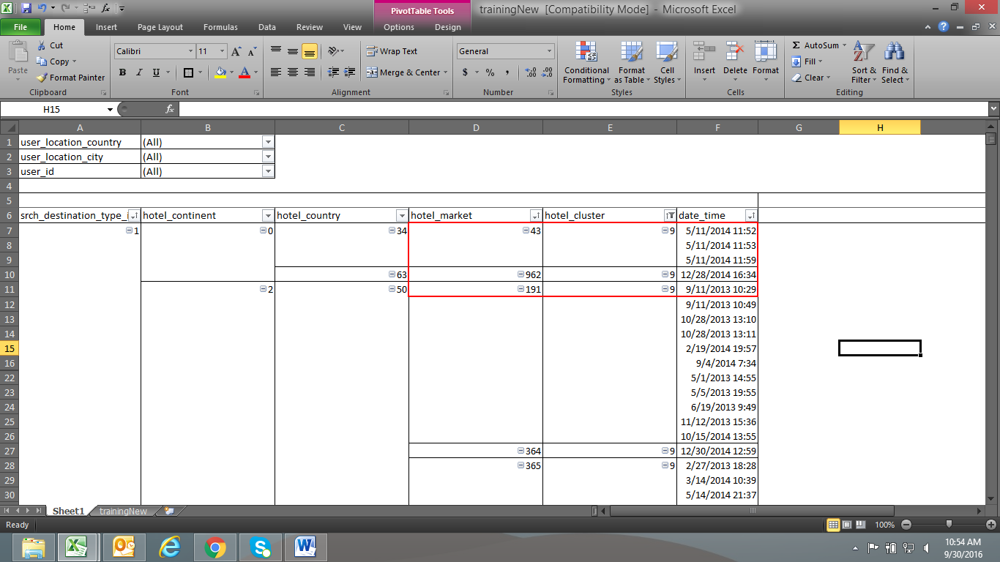 PivotTable Tools
trainingNew [Compatibility Mode] - Microsoft Excel
File Home Insert Page Layout Formulas Data Review View Options Design
Paste
Cut
Copy
Format Painter
Clipboard
Calibri 11
B I U
Font
Wrap Text
Merge & Center
Alignment
General
$ % ,
Number
Conditional Formatting
Format as Table
Cell Styles
Styles
Insert Delete Format
Cells
Σ AutoSum
Fill
Clear
Sort & Filter
Find & Select
Editing
H15 fx
A B C D E F G H
1 user_location_country (All)
2 user_location_city (All)
3 user_id (All)
4
5
6 srch_destination_type_i hotel_continent hotel_country hotel_market hotel_cluster date_time
7 1 0 34 43 9 5/11/2014 11:52
8 5/11/2014 11:53
9 5/11/2014 11:59
10 63 962 9 12/28/2014 16:34
11 2 50 191 9 9/11/2013 10:29
12 9/11/2013 10:49
13 10/28/2013 13:10
14 10/28/2013 13:11
15 2/19/2014 19:57
16 9/4/2014 7:34
22 5/1/2013 14:55
23 5/5/2013 19:55
24 6/19/2013 9:49
25 11/12/2013 15:36
26 10/15/2014 13:55
27 364 9 12/30/2014 12:59
28 365 9 2/27/2013 18:28
29 3/14/2014 10:39
30 5/14/2014 21:37
Sheet1 trainingNew
Ready 100%
10:54 AM
9/30/2016